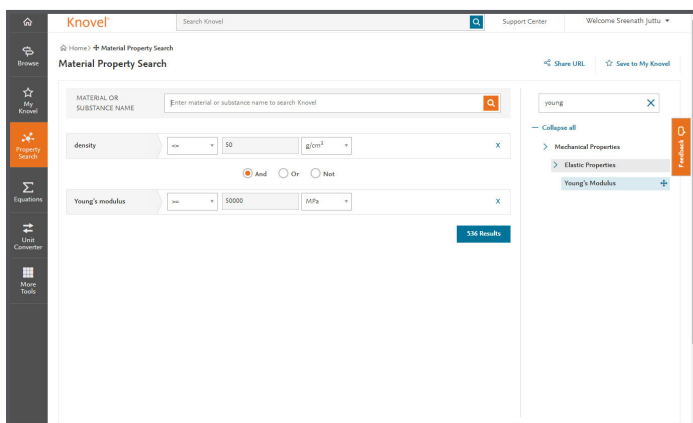 Knovel
Search Knovel
Support Center
Welcome Sreenath Juttu
Home > Material Property Search
Material Property Search
Share URL
Save to My Knovel
Browse
My
Knovel
Property
Search
Equations
Unit
Converter
More
Tools
MATERIAL OR
SUBSTANCE NAME
Enter material or substance name to search Knovel
density
<=
50
g/cm³
X
And
Or
Not
Young's modulus
>=
50000
MPa
X
536 Results
young
X
— Collapse all
> Mechanical Properties
> Elastic Properties
Young's Modulus
Feedback